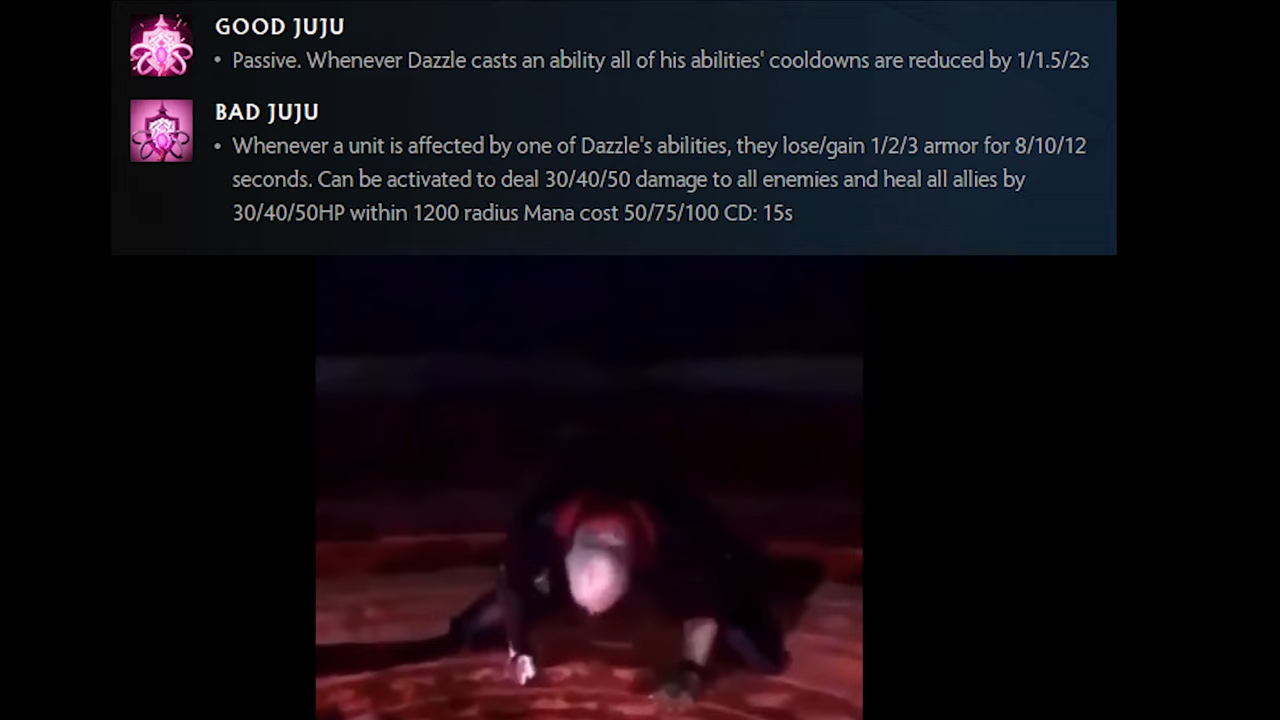 GOOD JUJU
• Passive. Whenever Dazzle casts an ability all of his abilities' cooldowns are reduced by 1/1.5/2s
BAD JUJU
• Whenever a unit is affected by one of Dazzle's abilities, they lose/gain 1/2/3 armor for 8/10/12
seconds. Can be activated to deal 30/40/50 damage to all enemies and heal all allies by
30/40/50HP within 1200 radius Mana cost 50/75/100 CD: 15s